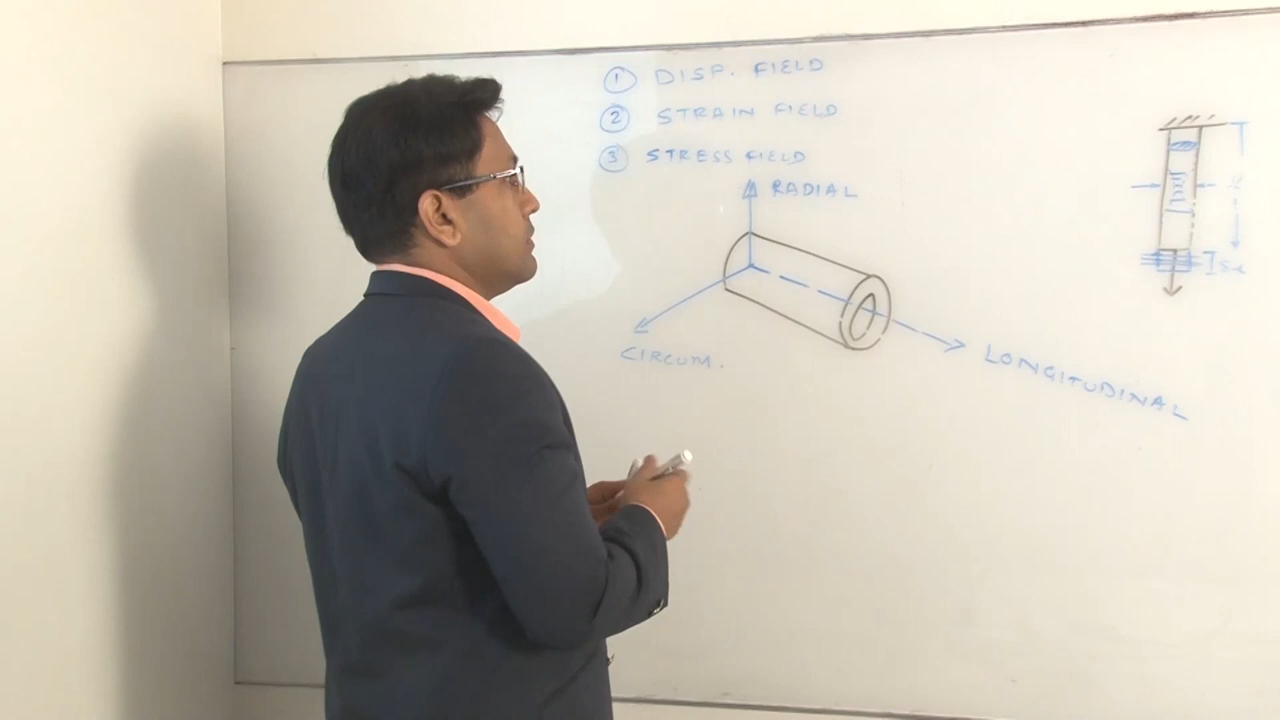 1 DISP. FIELD
2 STRAIN FIELD
3 STRESS FIELD
RADIAL
CIRCUM.
LONGITUDINAL